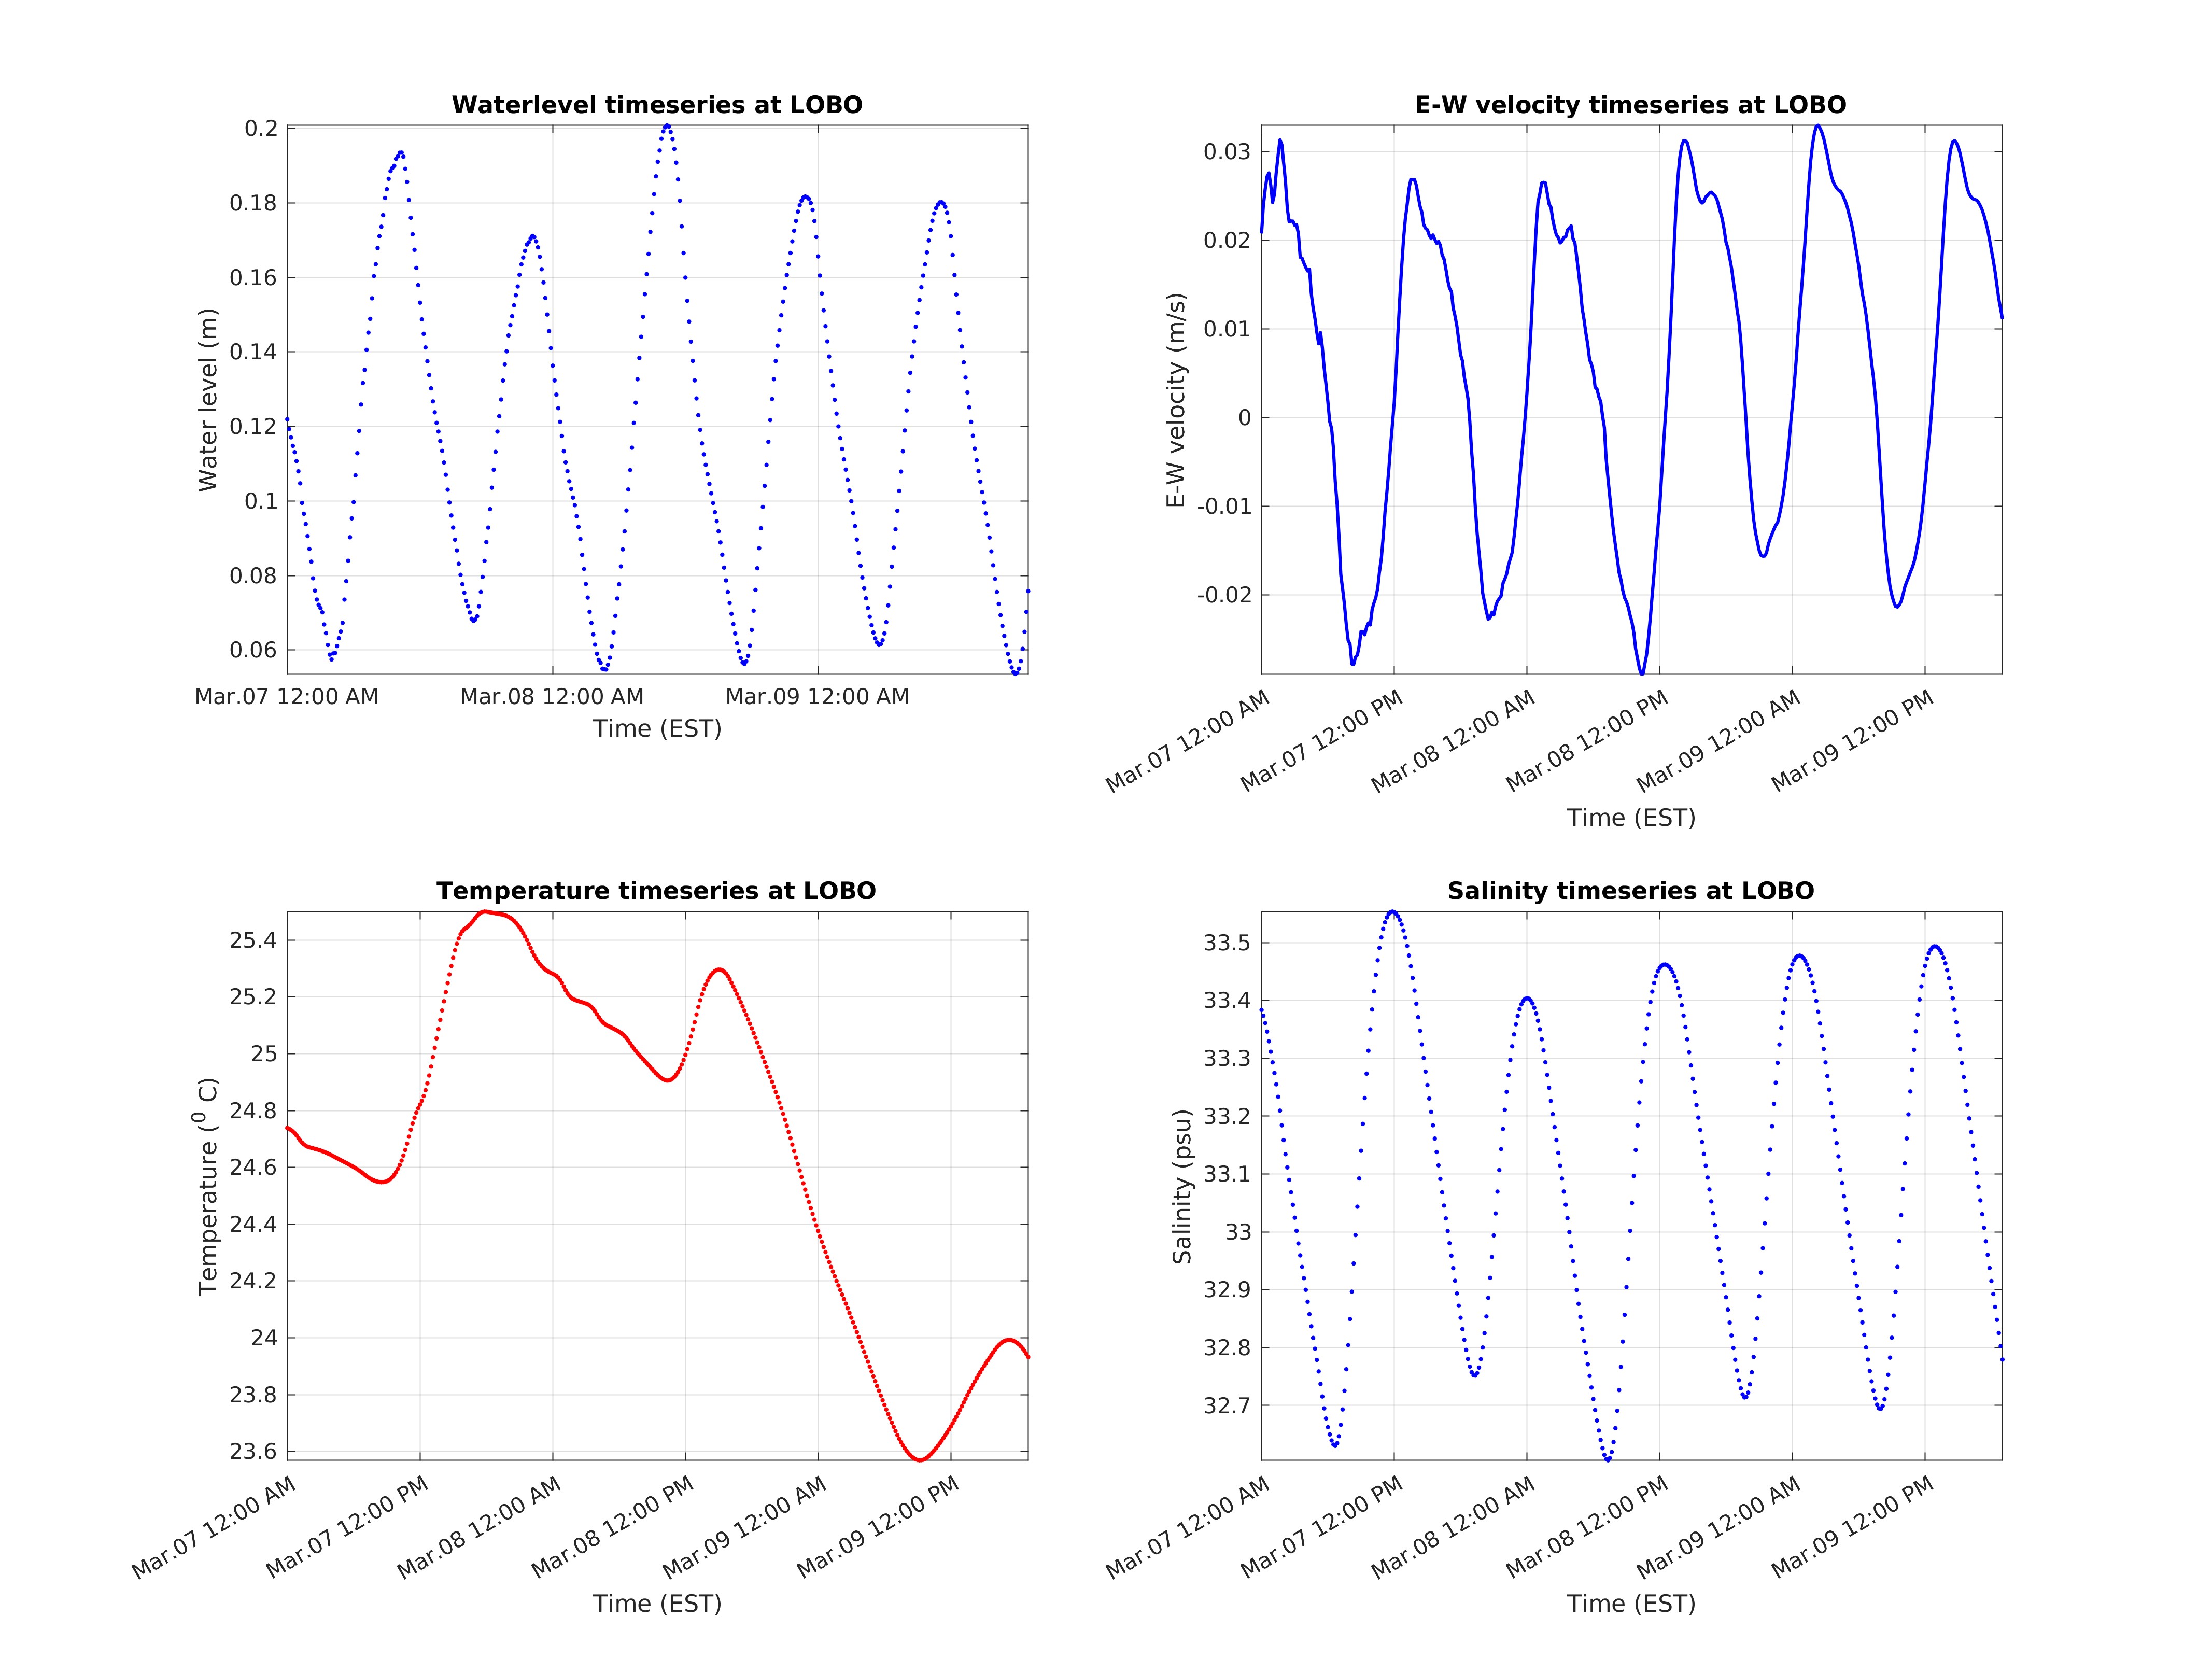 Waterlevel timeseries at LOBO
Water level (m)
0.2
0.18
0.16
0.14
0.12
0.1
0.08
0.06
Mar.07 12:00 AM
Mar.08 12:00 AM
Mar.09 12:00 AM
Time (EST)
E-W velocity timeseries at LOBO
E-W velocity (m/s)
0.03
0.02
0.01
0
-0.01
-0.02
Mar.07 12:00 AM
Mar.07 12:00 PM
Mar.08 12:00 AM
Mar.08 12:00 PM
Mar.09 12:00 AM
Mar.09 12:00 PM
Time (EST)
Temperature timeseries at LOBO
Temperature (⁰ C)
25.4
25.2
25
24.8
24.6
24.4
24.2
24
23.8
23.6
Mar.07 12:00 AM
Mar.07 12:00 PM
Mar.08 12:00 AM
Mar.08 12:00 PM
Mar.09 12:00 AM
Mar.09 12:00 PM
Time (EST)
Salinity timeseries at LOBO
Salinity (psu)
33.5
33.4
33.3
33.2
33.1
33
32.9
32.8
32.7
Mar.07 12:00 AM
Mar.07 12:00 PM
Mar.08 12:00 AM
Mar.08 12:00 PM
Mar.09 12:00 AM
Mar.09 12:00 PM
Time (EST)